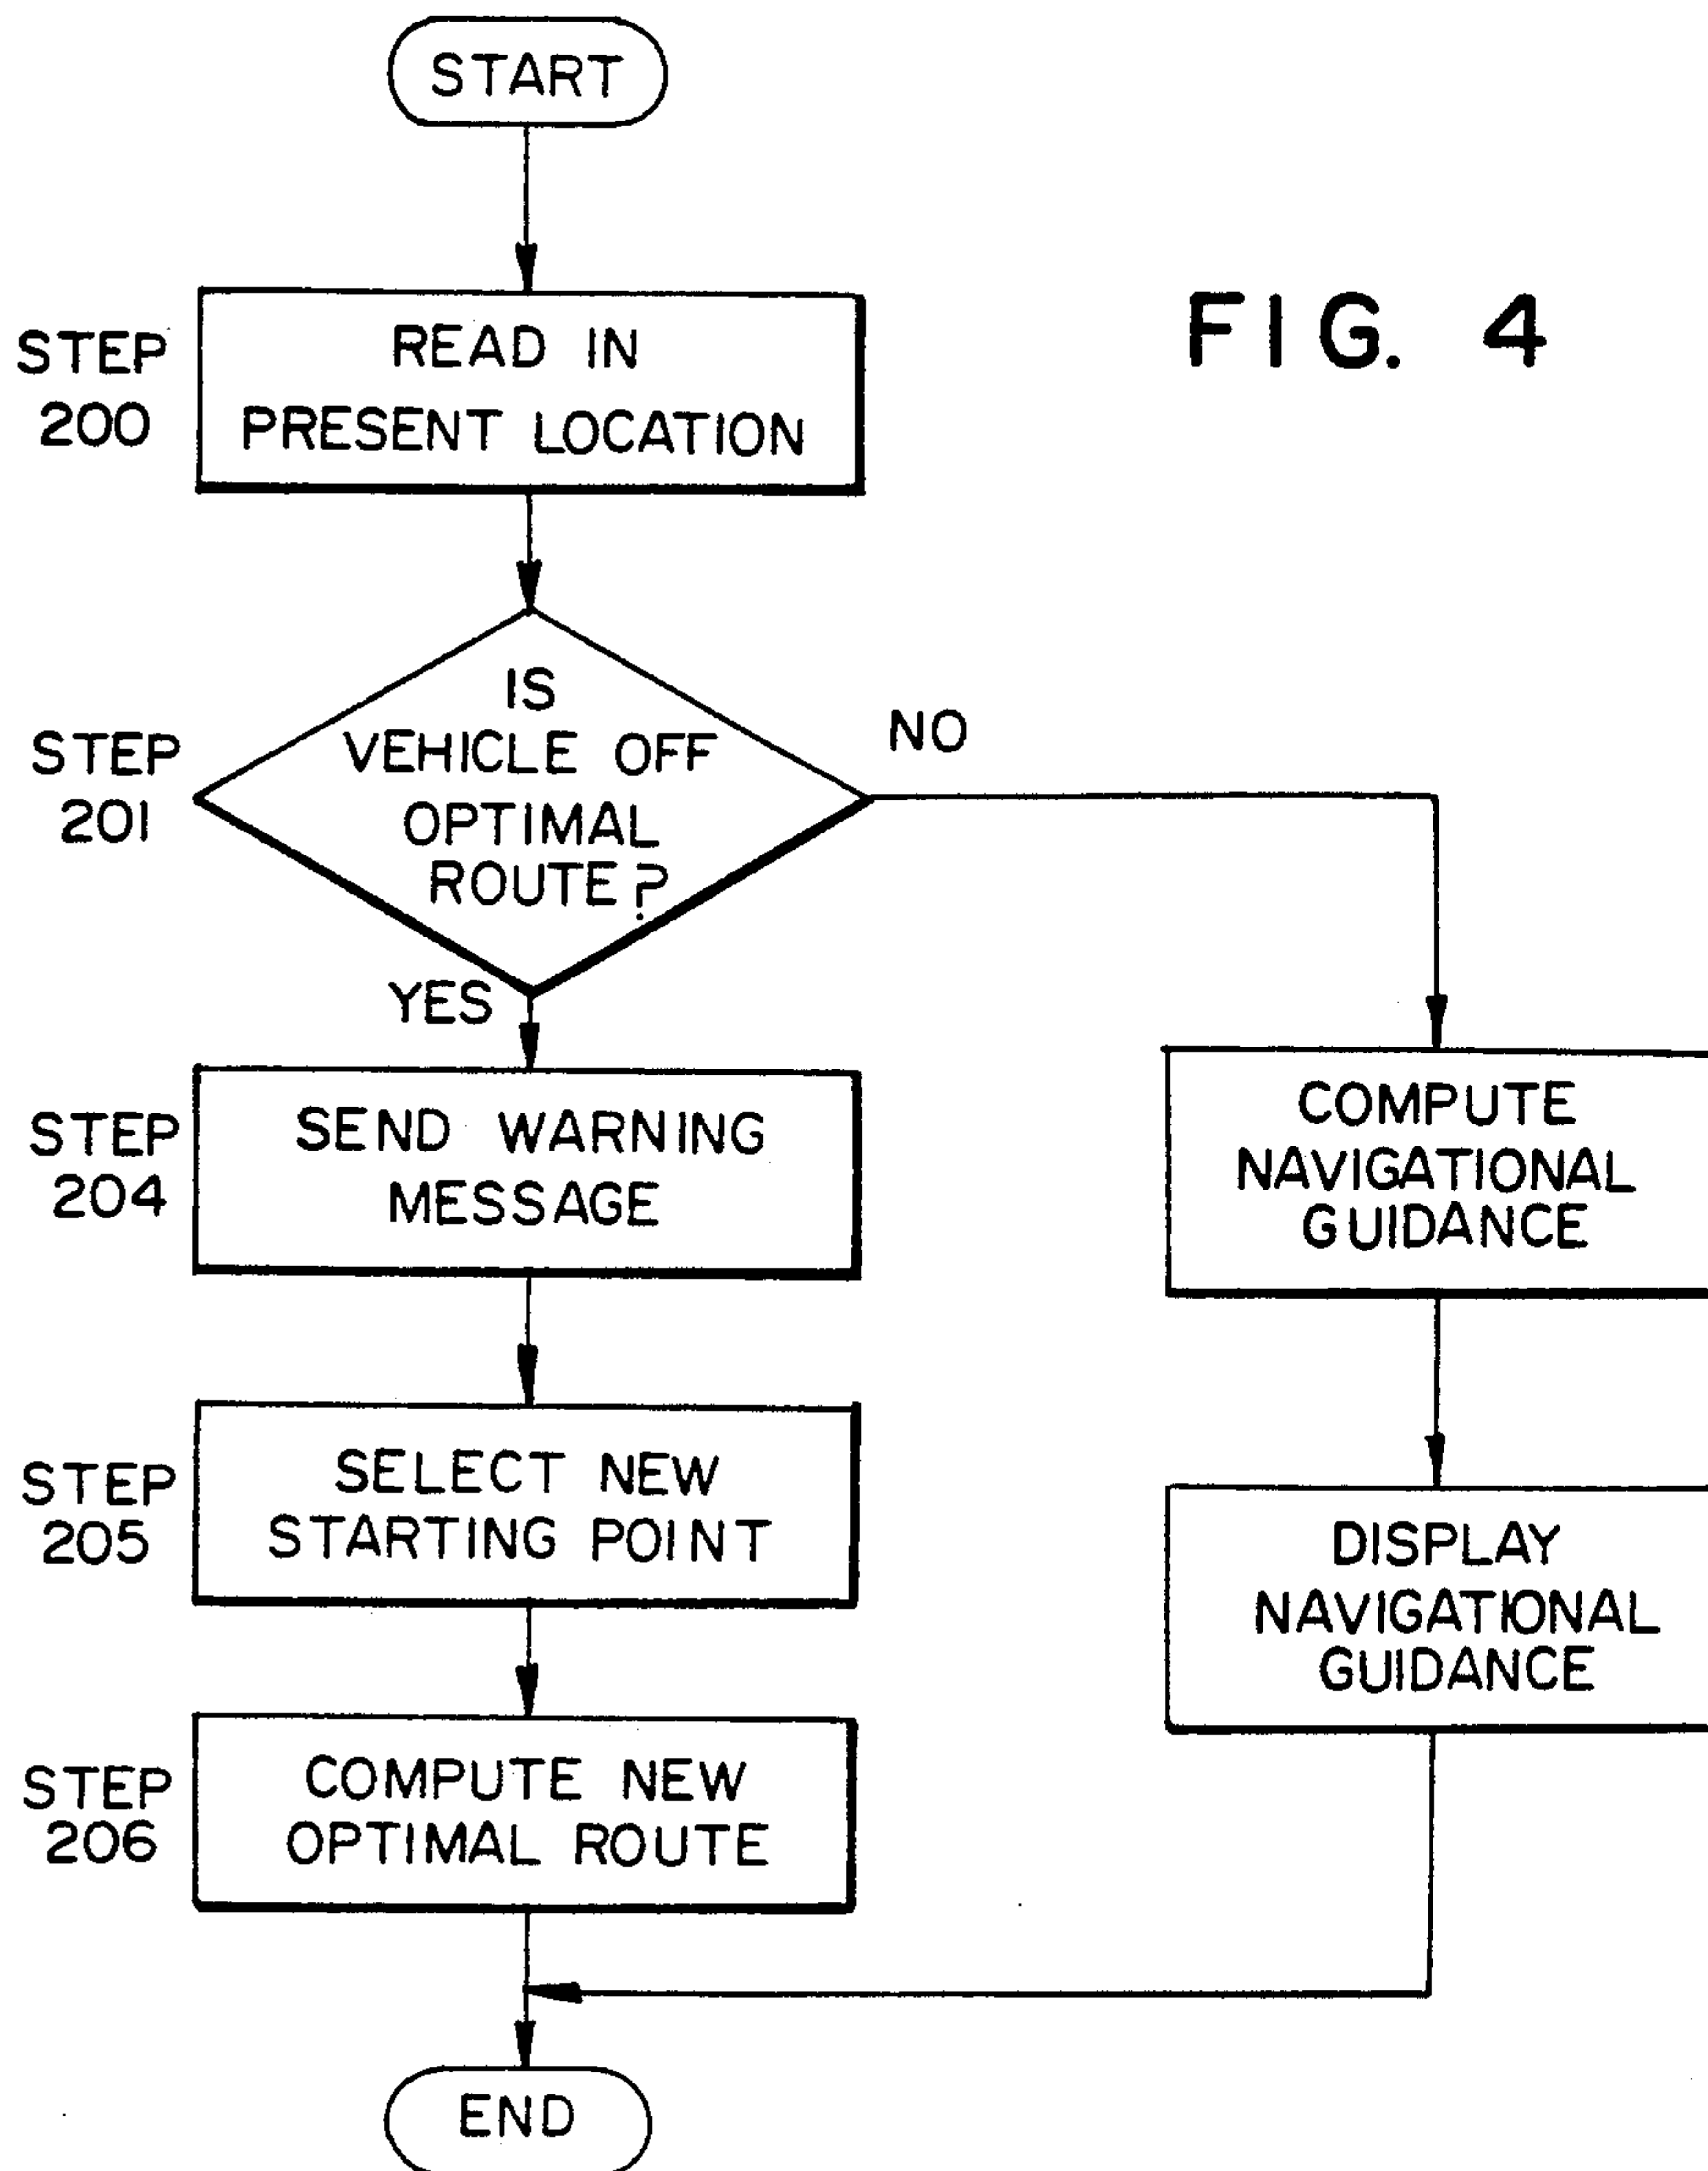 START
FIG. 4
STEP
200
READ IN
PRESENT LOCATION
STEP
201
IS
VEHICLE OFF
OPTIMAL
ROUTE?
NO
YES
STEP
204
SEND WARNING
MESSAGE
COMPUTE
NAVIGATIONAL
GUIDANCE
STEP
205
SELECT NEW
STARTING POINT
DISPLAY
NAVIGATIONAL
GUIDANCE
STEP
206
COMPUTE NEW
OPTIMAL ROUTE
END